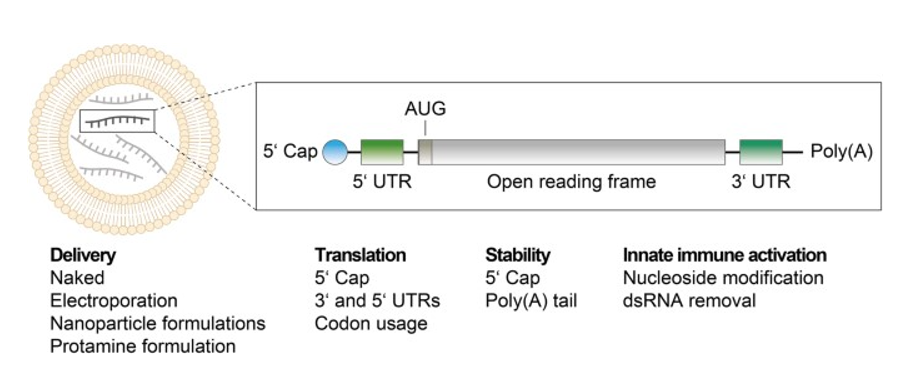 AUG
5‘ Cap
Poly(A)
5‘ UTR
Open reading frame
3‘ UTR
Delivery
Naked
Electroporation
Nanoparticle formulations
Protamine formulation
Translation
5‘ Cap
3‘ and 5‘ UTRs
Codon usage
Stability
5‘ Cap
Poly(A) tail
Innate immune activation
Nucleoside modification
dsRNA removal